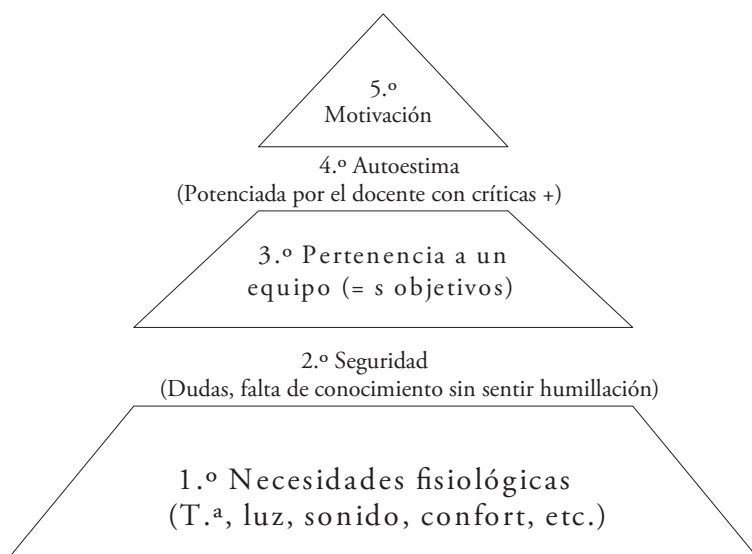 5.º
Motivación
4.º Autoestima
(Potenciada por el docente con críticas +)
3.º Pertenencia a un
equipo (= s objetivos)
2.º Seguridad
(Dudas, falta de conocimiento sin sentir humillación)
1.º Necesidades fisiológicas
(T.ª, luz, sonido, confort, etc.)